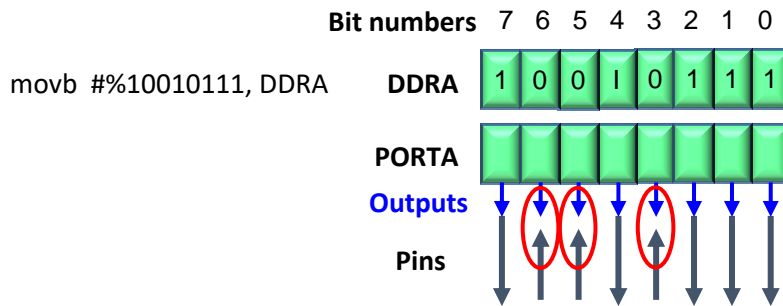 Bit numbers 7 6 5 4 3 2 1 0
movb #%10010111, DDRA DDRA 1 0 0 I 0 1 1 1
PORTA
Outputs
Pins